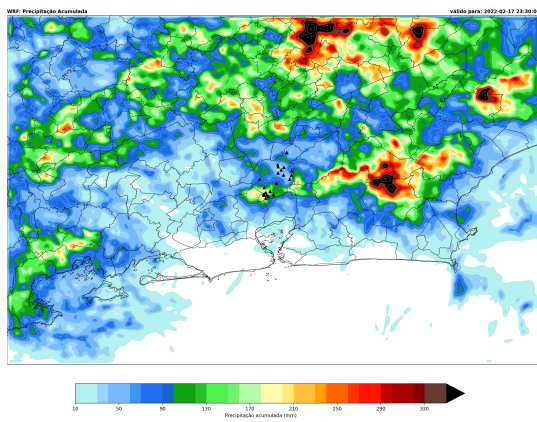 WRF: Precipitação Acumulada
válido para: 2022-02-17 23:30:0
10 50 90 130 170 210 250 290 330
Precipitação acumulada (mm)